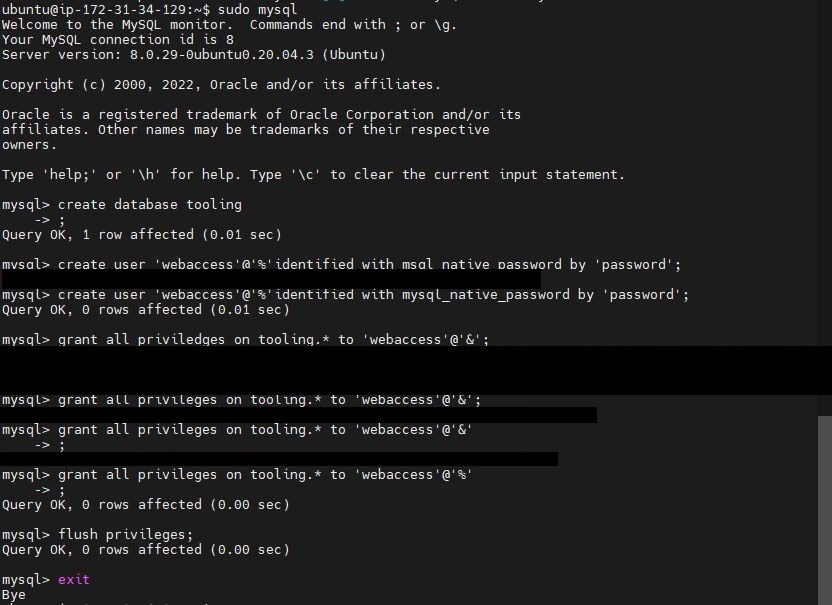 ubuntu@ip-172-31-34-129:~$ sudo mysql
Welcome to the MySQL monitor.  Commands end with ; or \g.
Your MySQL connection id is 8
Server version: 8.0.29-0ubuntu0.20.04.3 (Ubuntu)
Copyright (c) 2000, 2022, Oracle and/or its affiliates.
Oracle is a registered trademark of Oracle Corporation and/or its
affiliates. Other names may be trademarks of their respective
owners.
Type 'help;' or '\h' for help. Type '\c' to clear the current input statement.
mysql> create database tooling
    -> ;
Query OK, 1 row affected (0.01 sec)
mysql> create user 'webaccess'@'%'identified with msql_native_password by 'password';
mysql> create user 'webaccess'@'%'identified with mysql_native_password by 'password';
Query OK, 0 rows affected (0.01 sec)
mysql> grant all priviledges on tooling.* to 'webaccess'@'&';
mysql> grant all privileges on tooling.* to 'webaccess'@'&';
mysql> grant all privileges on tooling.* to 'webaccess'@'&'
    -> ;
mysql> grant all privileges on tooling.* to 'webaccess'@'%'
    -> ;
Query OK, 0 rows affected (0.00 sec)
mysql> flush privileges;
Query OK, 0 rows affected (0.00 sec)
mysql> exit
Bye